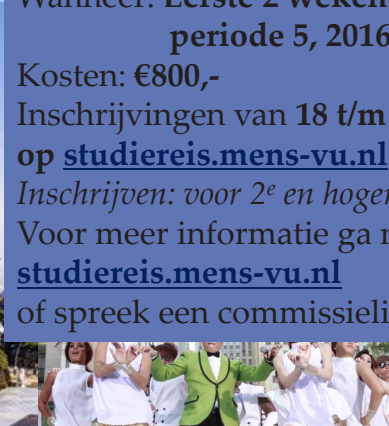 Wanneer: Eerste 2 weken
periode 5, 2016
Kosten: €800,-
Inschrijvingen van 18 t/m
op studiereis.mens-vu.nl
Inschrijven: voor 2e en hoger
Voor meer informatie ga
studiereis.mens-vu.nl
of spreek een